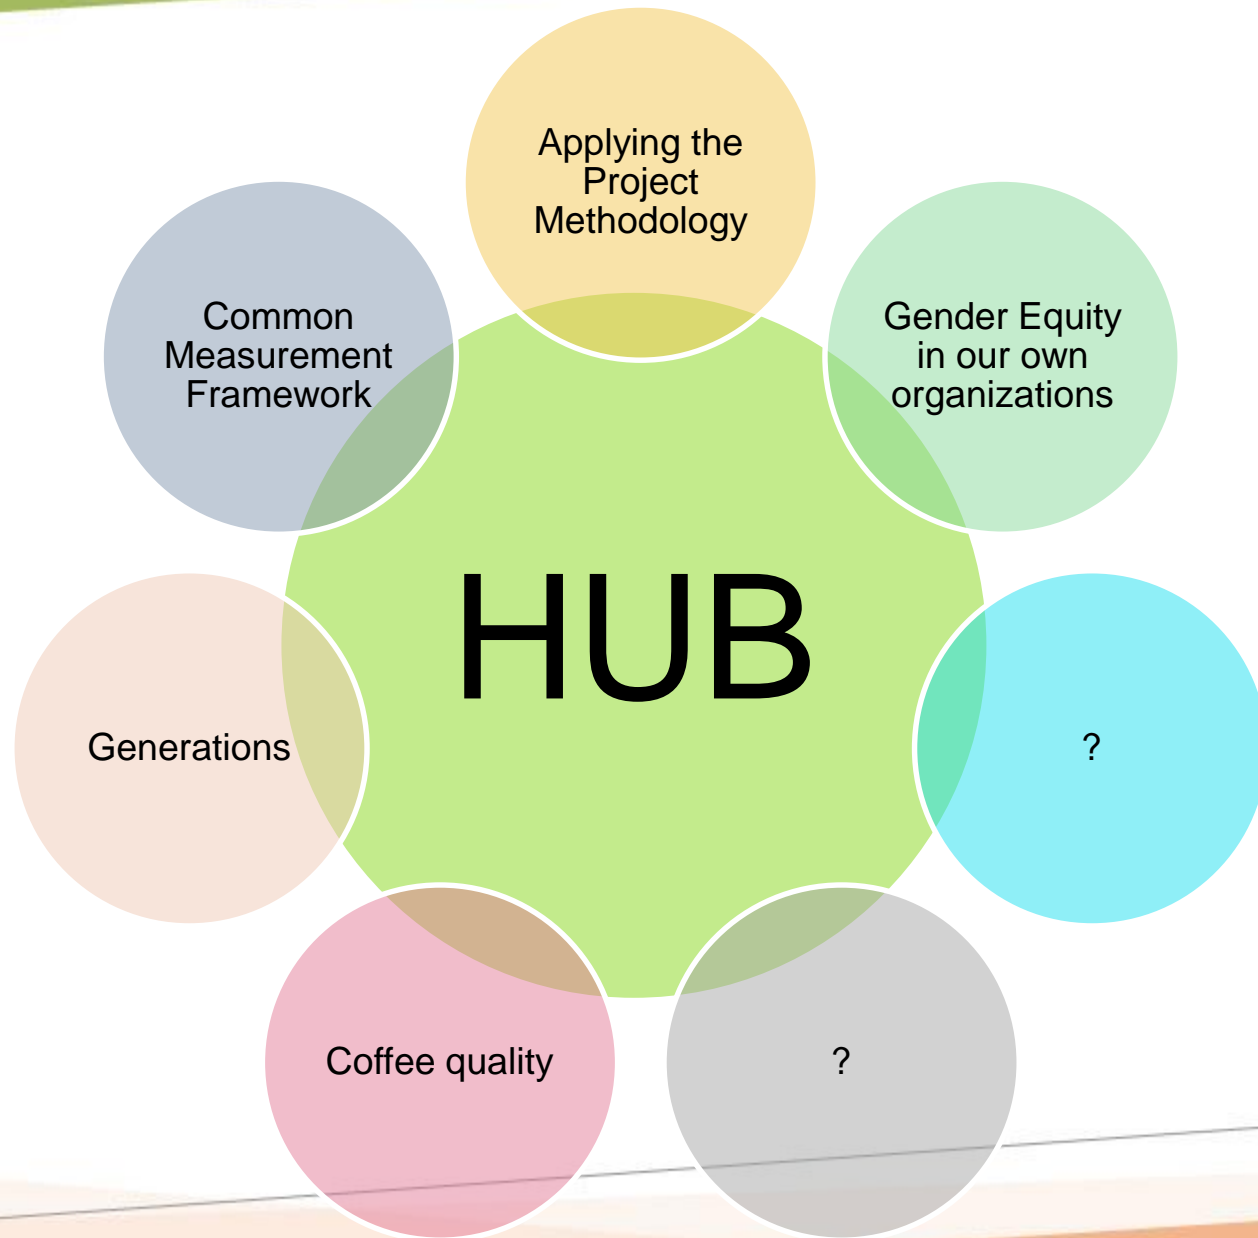 Applying the
Project
Methodology
Common
Measurement
Framework
Gender Equity
in our own
organizations
HUB
Generations
?
Coffee quality
?